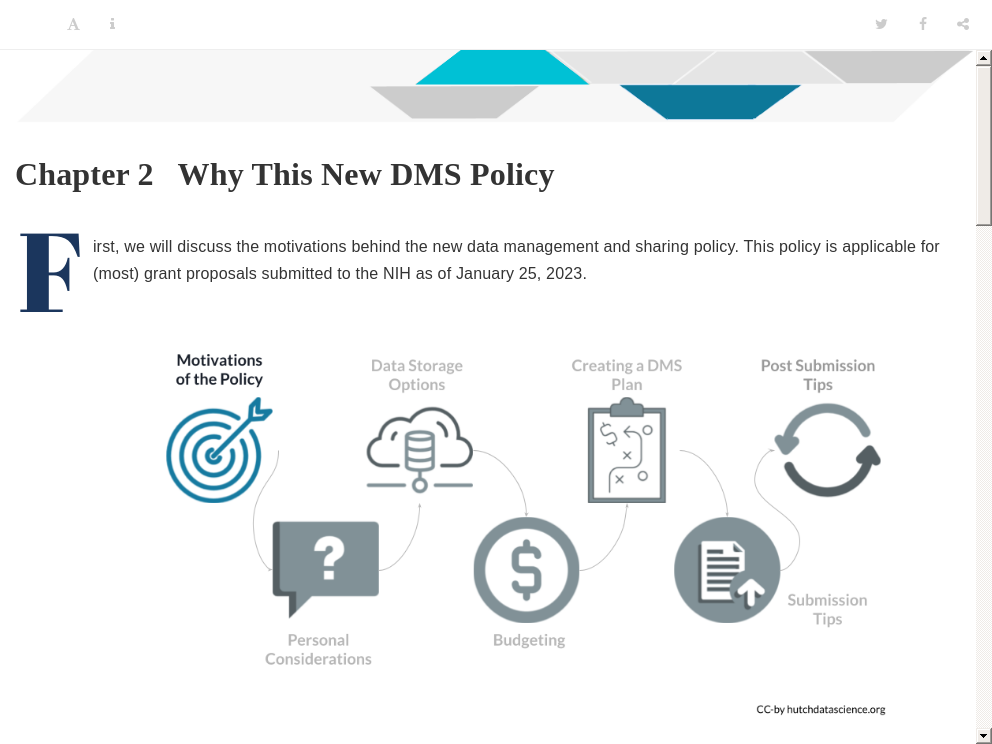 A i
Chapter 2 Why This New DMS Policy
First, we will discuss the motivations behind the new data management and sharing policy. This policy is applicable for
(most) grant proposals submitted to the NIH as of January 25, 2023.
Motivations
of the Policy
Data Storage
Options
Creating a DMS
Plan
Post Submission
Tips
?
$
$
Personal
Considerations
Budgeting
Submission
Tips
CC-by hutchdatascience.org